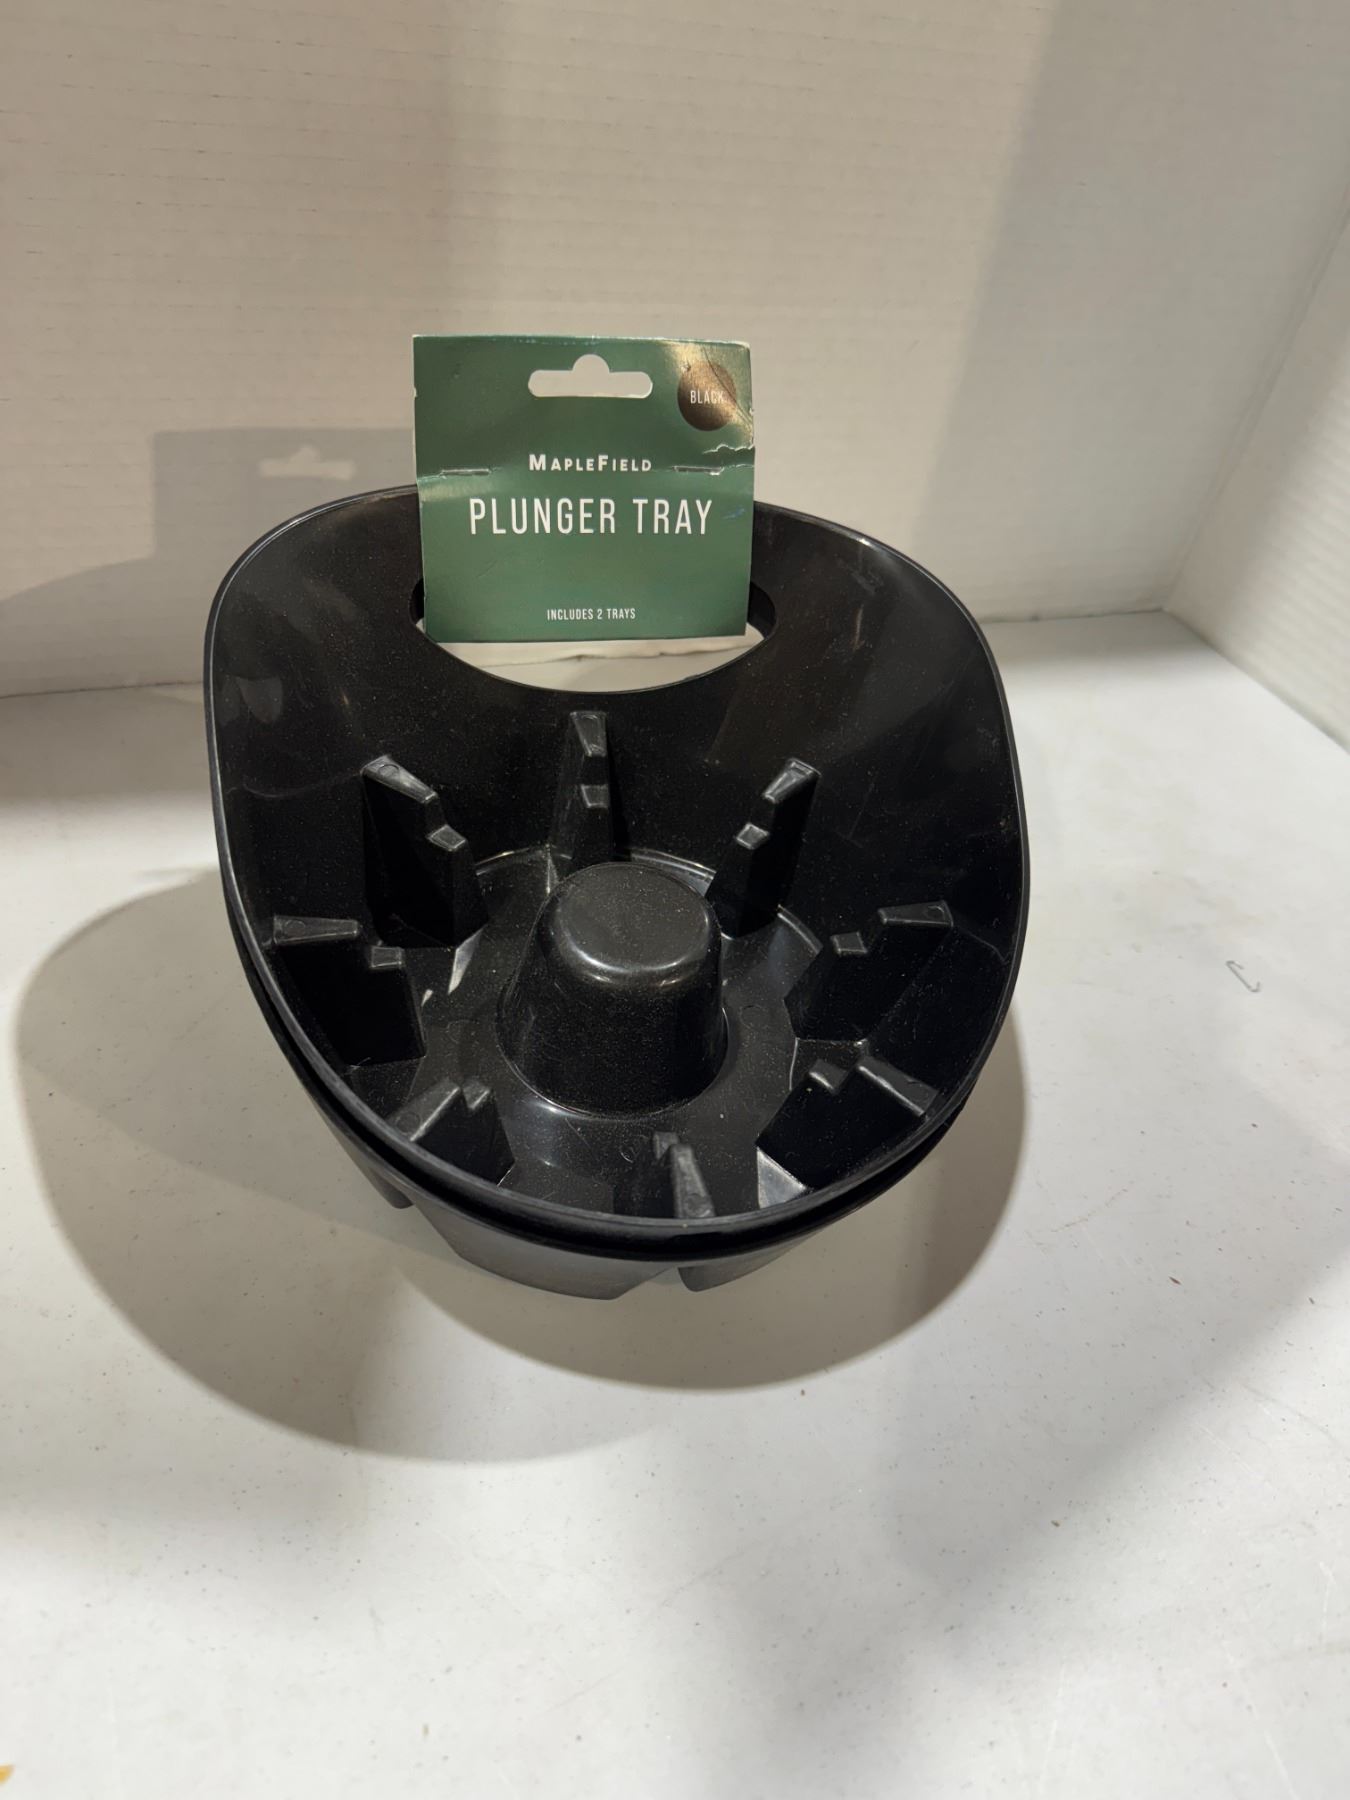 BLACK
MAPLEFIELD
PLUNGER TRAY
INCLUDES 2 TRAYS